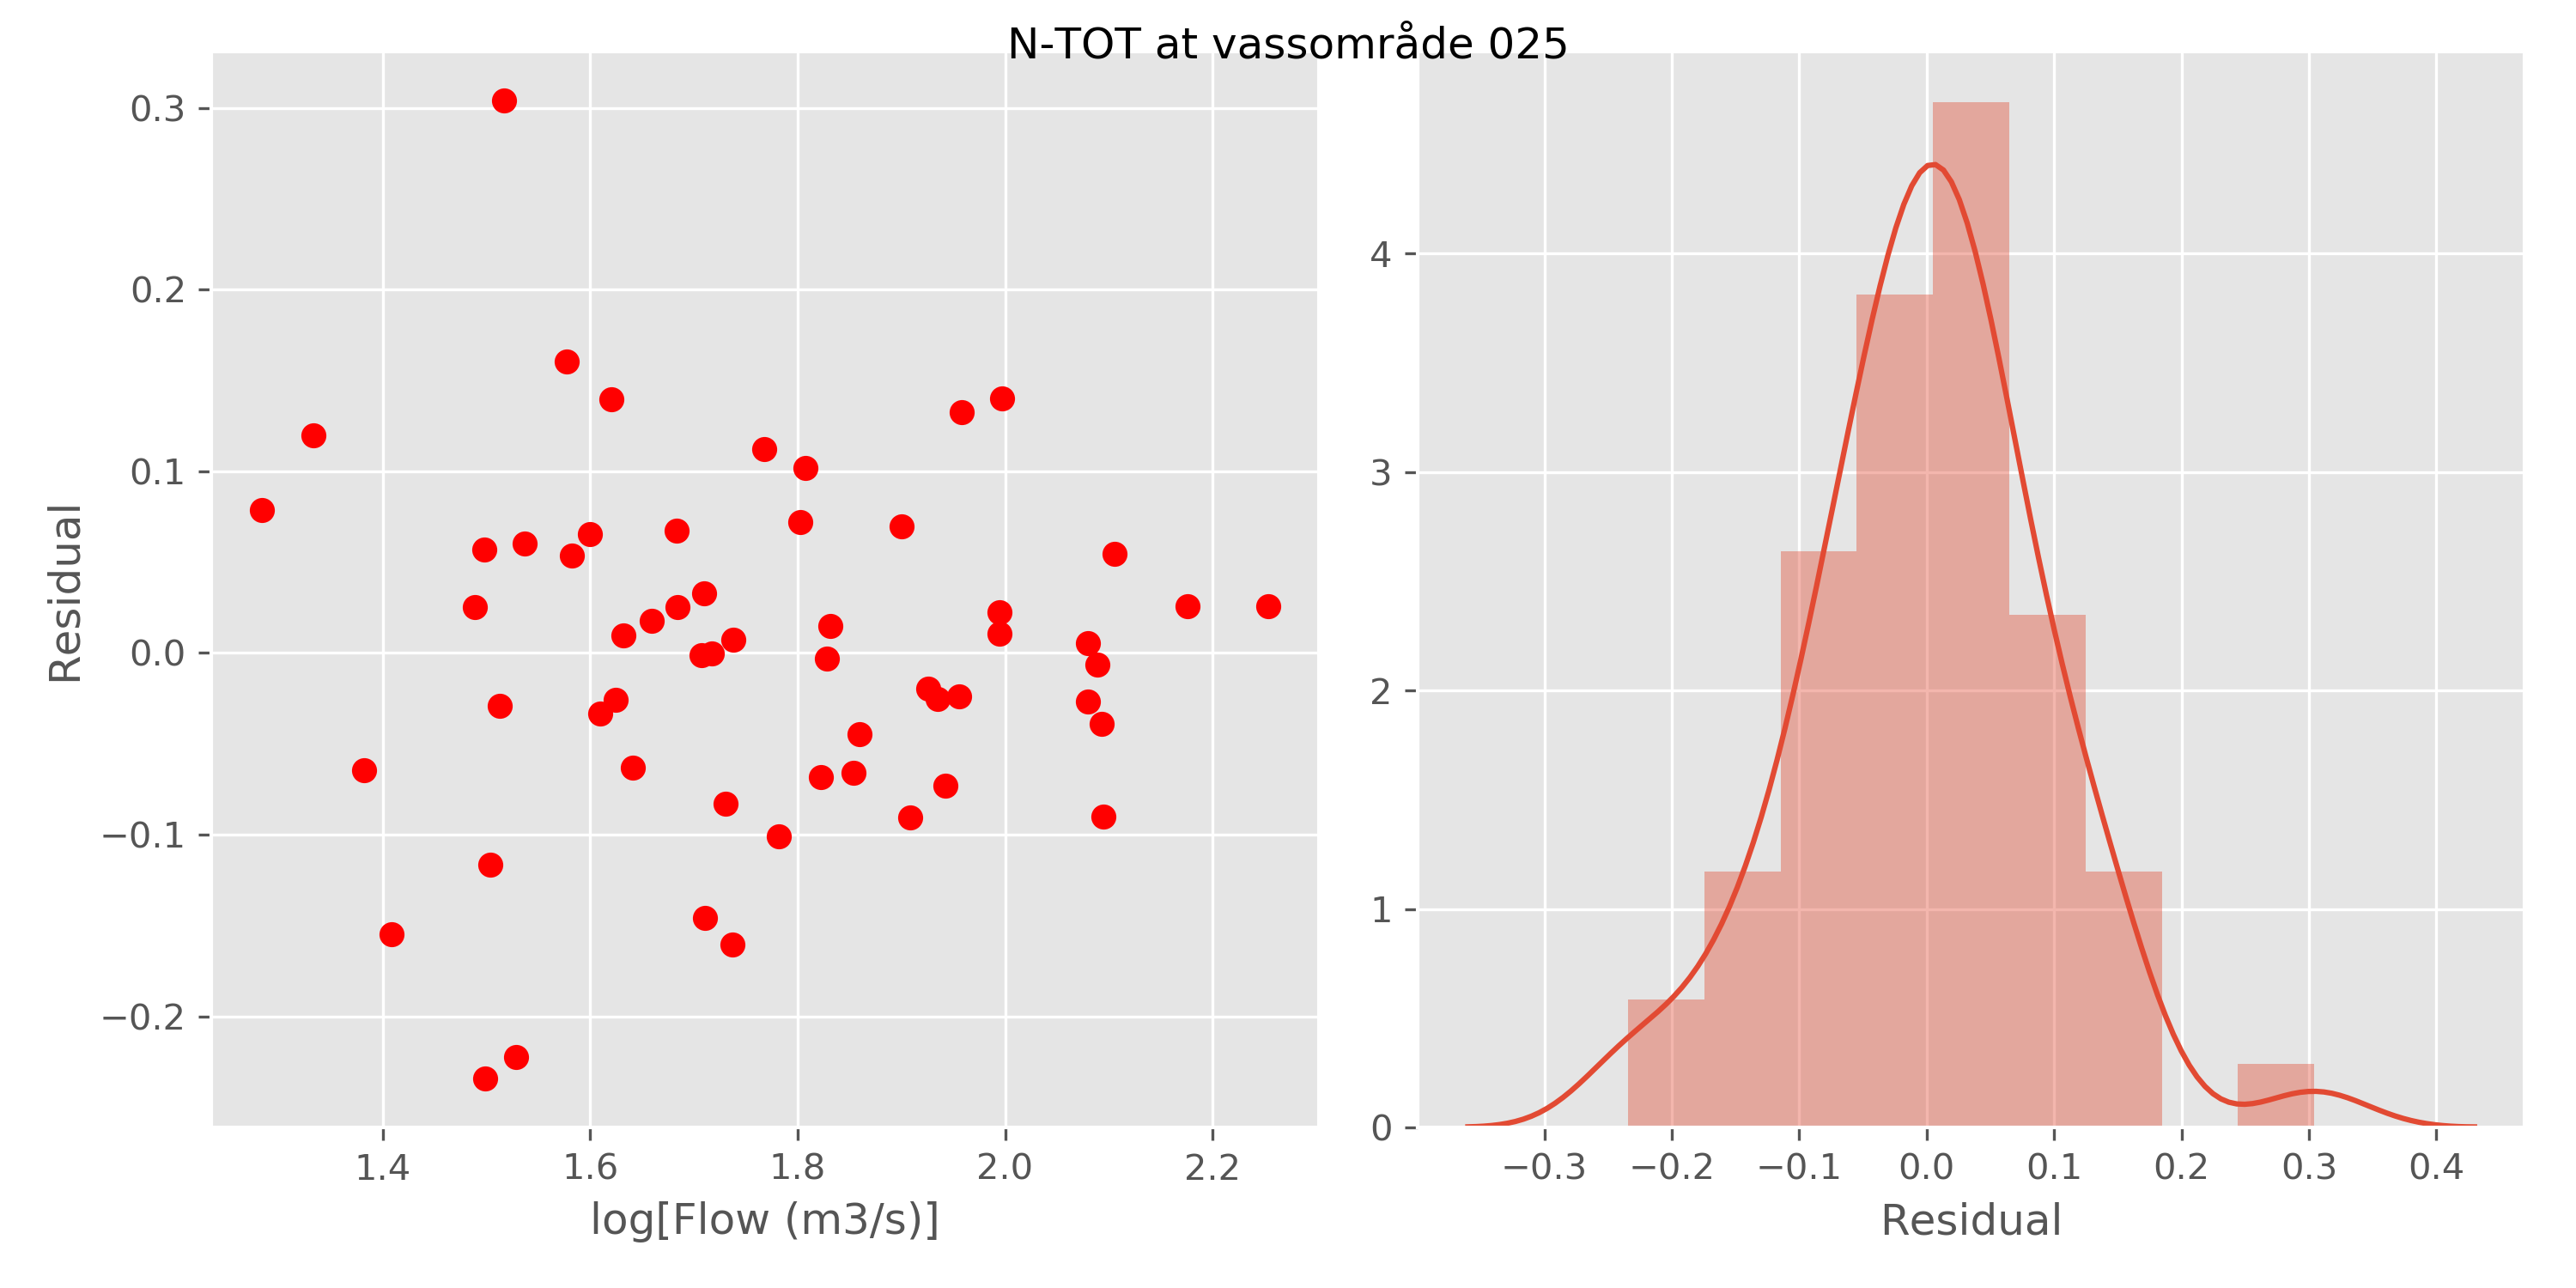 N-TOT at vassområde 025
0.3
0.2
0.1
0.0
−0.1
−0.2
Residual
1.4 1.6 1.8 2.0 2.2
log[Flow (m3/s)]
4
3
2
1
0
−0.3 −0.2 −0.1 0.0 0.1 0.2 0.3 0.4
Residual